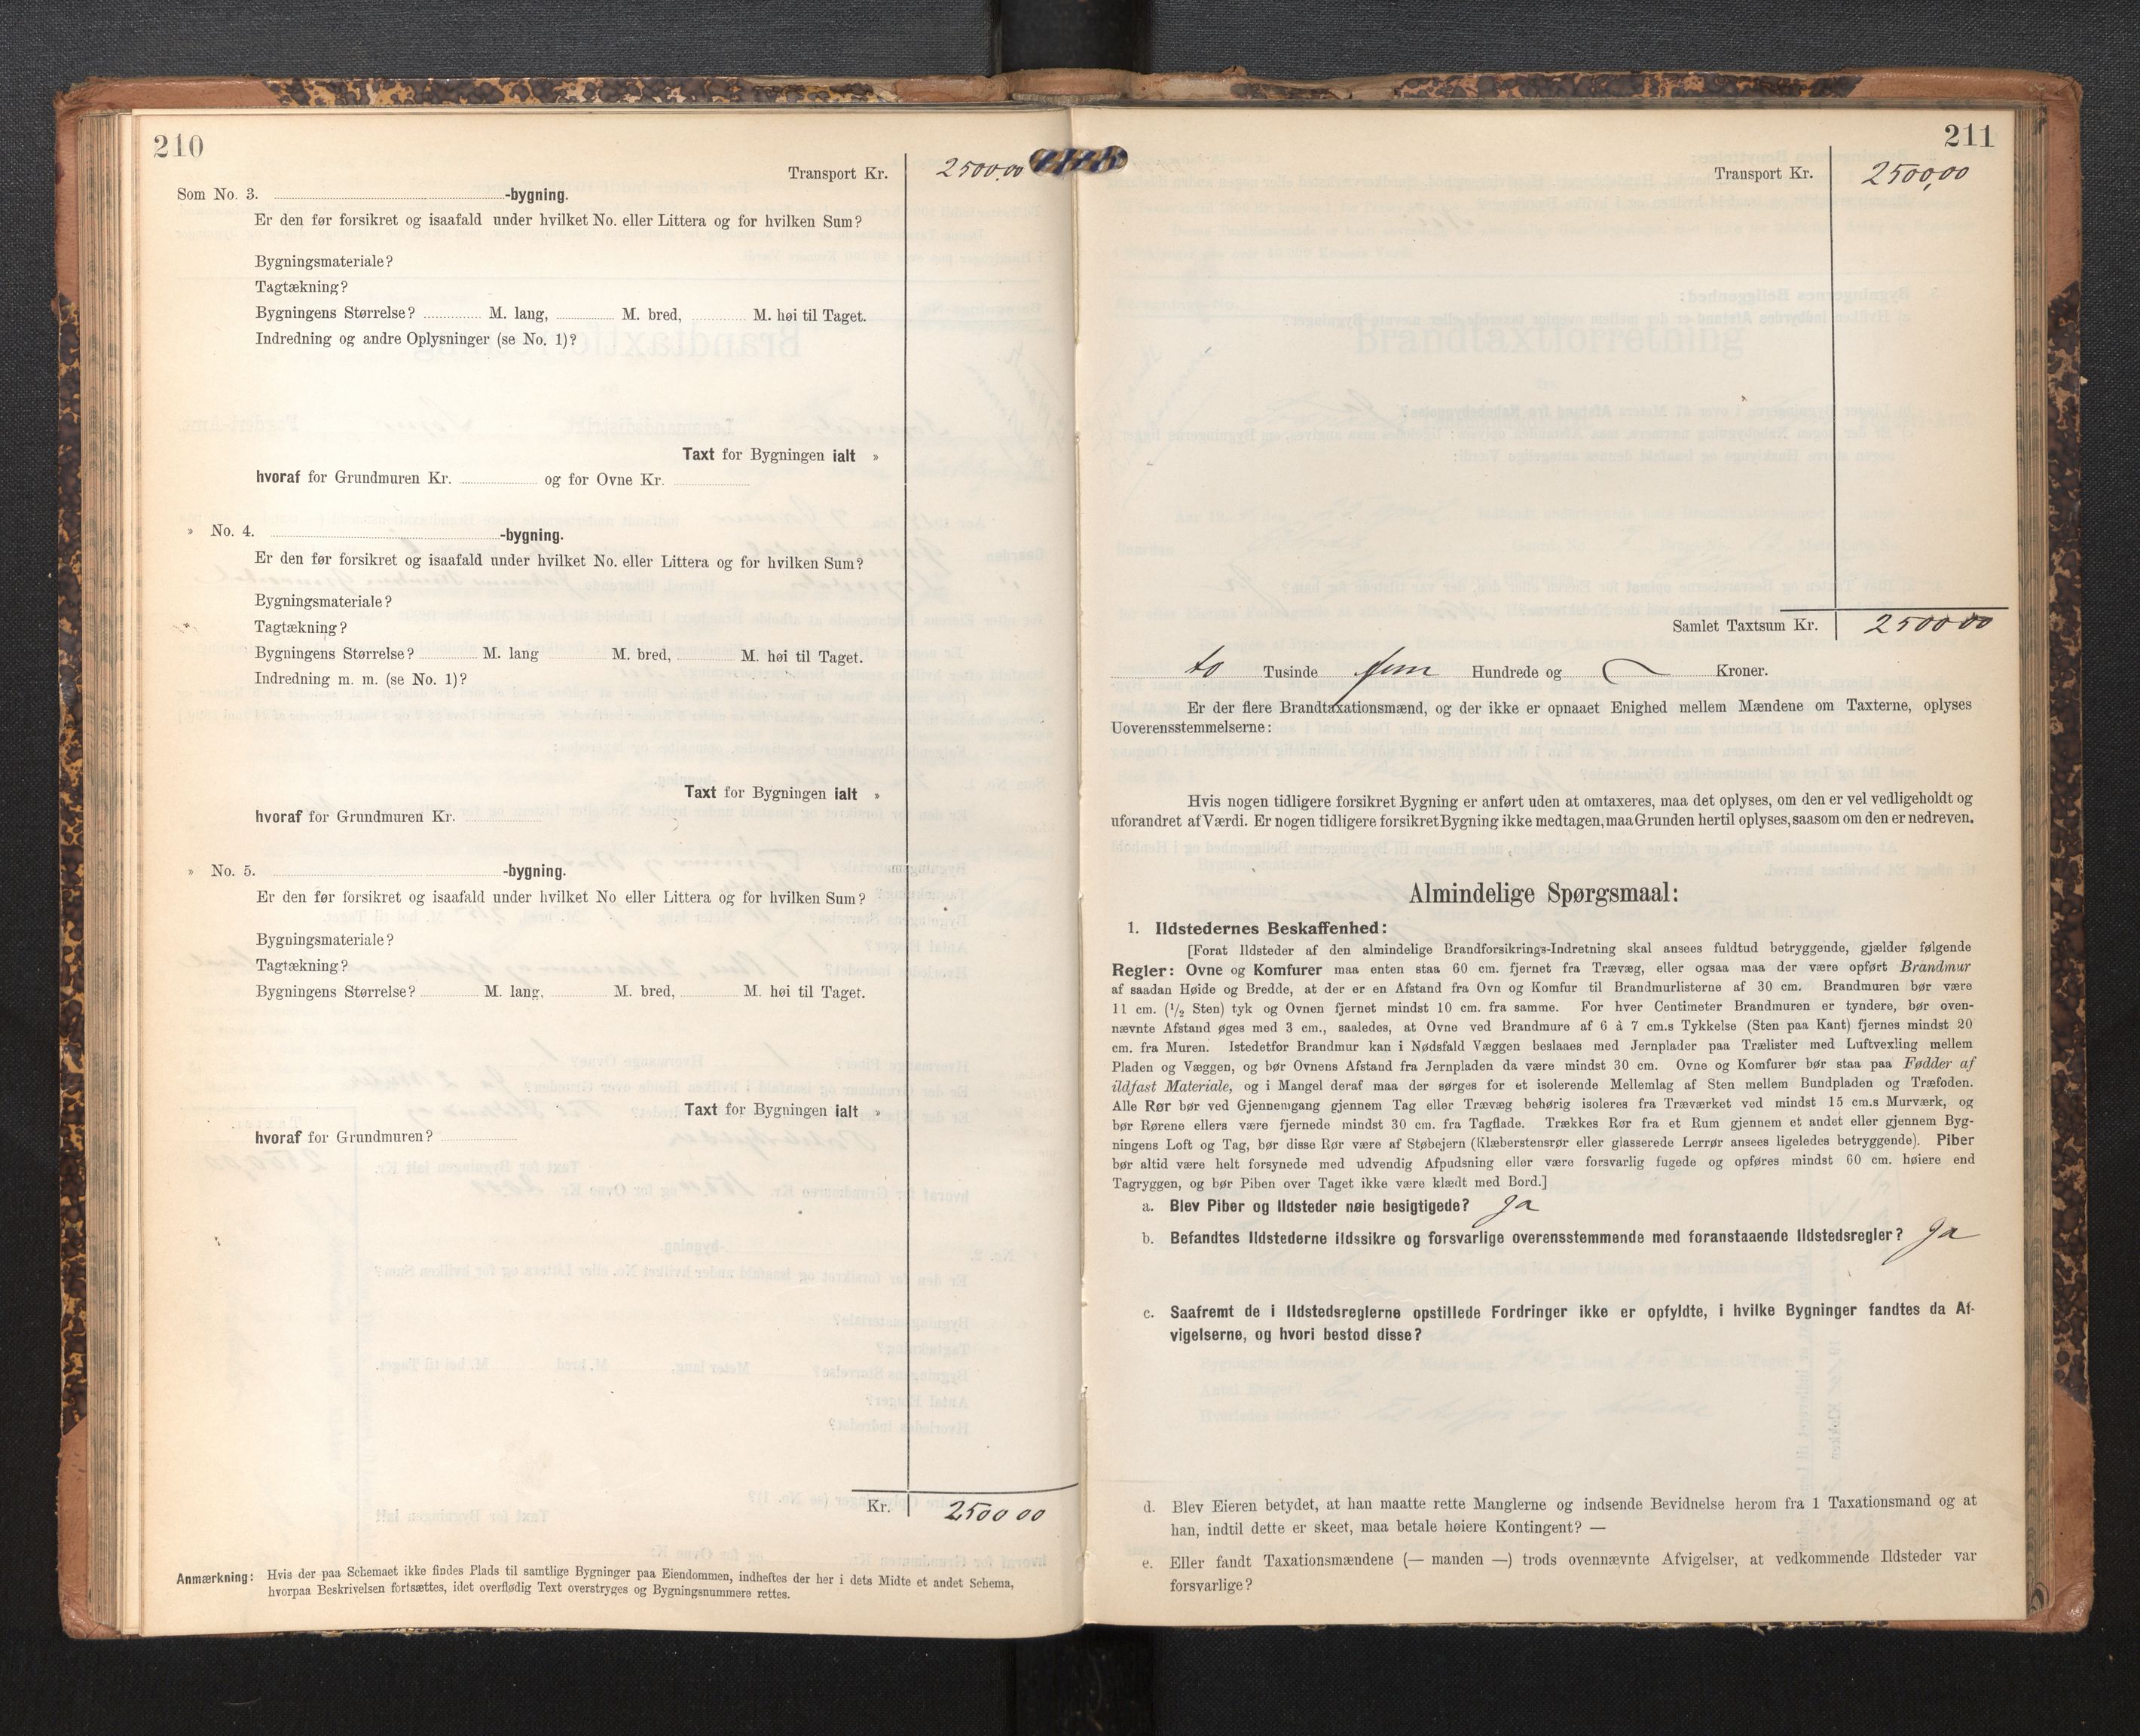 210
Transport Kr. 2500,00
Som No. 3. -bygning.
Er den før forsikret og isaafald under hvilket No. eller Littera og for hvilken Sum?
Bygningsmateriale?
Tagtækning?
Bygningens Størrelse? M. lang, M. bred, M. høi til Taget.
Indredning og andre Oplysninger (se No. 1)?
Taxt for Bygningen ialt »
hvoraf for Grundmuren Kr. og for Ovne Kr.
» No. 4. -bygning.
Er den før forsikret og isaafald under hvilket No. eller Littera og for hvilken Sum?
Bygningsmateriale?
Tagtækning?
Bygningens Størrelse? M. lang M. bred, M. høi til Taget.
Indredning m. m. (se No. 1)?
Taxt for Bygningen ialt »
hvoraf for Grundmuren Kr.
» No. 5. -bygning.
Er den før forsikret og isaafald under hvilket No eller Littera og for hvilken Sum?
Bygningsmateriale?
Tagtækning?
Bygningens Størrelse? M. lang, M. bred, M. høi til Taget.
Taxt for Bygningen ialt »
hvoraf for Grundmuren?
Kr. 2500 00
Anmærkning: Hvis der paa Schemaet ikke findes Plads til samtlige Bygninger paa Eiendommen, indheftes der her i dets Midte et andet Schema,
hvorpaa Beskrivelsen fortsættes, idet overflødig Text overstryges og Bygningsnummere rettes.
211
Transport Kr. 2500,00
Samlet Taxtsum Kr. 2500 00
to Tusinde fem Hundrede og Kroner.
Er der flere Brandtaxationsmænd, og der ikke er opnaaet Enighed mellem Mændene om Taxterne, oplyses
Uoverensstemmelserne:
Hvis nogen tidligere forsikret Bygning er anført uden at omtaxeres, maa det oplyses, om den er vel vedligeholdt og
uforandret af Værdi. Er nogen tidligere forsikret Bygning ikke medtagen, maa Grunden hertil oplyses, saasom om den er nedreven.
Almindelige Spørgsmaal:
1. Ildstedernes Beskaffenhed:
[Forat Ildsteder af den almindelige Brandforsikrings-Indretning skal ansees fuldtud betryggende, gjælder følgende
Regler: Ovne og Komfurer maa enten staa 60 cm. fjernet fra Trævæg, eller ogsaa maa der være opført Brandmur
af saadan Høide og Bredde, at der er en Afstand fra Ovn og Komfur til Brandmurlisterne af 30 cm. Brandmuren bør være
11 cm. (1/2 Sten) tyk og Ovnen fjernet mindst 10 cm. fra samme. For hver Centimeter Brandmuren er tyndere, bør oven-
nævnte Afstand øges med 3 cm., saaledes, at Ovne ved Brandmure af 6 à 7 cm.s Tykkelse (Sten paa Kant) fjernes mindst 20
cm. fra Muren. Istedetfor Brandmur kan i Nødsfald Væggen beslaaes med Jernplader paa Trælister med Luftvexling mellem
Pladen og Væggen, og bør Ovnens Afstand fra Jernpladen da være mindst 30 cm. Ovne og Komfurer bør staa paa Fødder af
ildfast Materiale, og i Mangel deraf maa der sørges for et isolerende Mellemlag af Sten mellem Bundpladen og Træfoden.
Alle Rør bør ved Gjennemgang gjennem Tag eller Trævæg behørig isoleres fra Træværket ved mindst 15 cm.s Murværk, og
bør Rørene ellers være fjernede mindst 30 cm. fra Tagflade. Trækkes Rør fra et Rum gjennem et andet eller gjennem Byg-
ningens Loft og Tag, bør disse Rør være af Støbejern (Klæberstensrør eller glasserede Lerrør ansees ligeledes betryggende). Piber
bør altid være helt forsynede med udvendig Afpudsning eller være forsvarlig fugede og opføres mindst 60 cm. høiere end
Tagryggen, og bør Piben over Taget ikke være klædt med Bord.]
a. Blev Piber og Ildsteder nøie besigtigede? Ja
b. Befandtes Ildstederne ildssikre og forsvarlige overensstemmende med foranstaaende Ildstedsregler? Ja
c. Saafremt de i Ildstedsreglerne opstillede Fordringer ikke er opfyldte, i hvilke Bygninger fandtes da Af-
vigelserne, og hvori bestod disse?
d. Blev Eieren betydet, at han maatte rette Manglerne og indsende Bevidnelse herom fra 1 Taxationsmand og at
han, indtil dette er skeet, maa betale høiere Kontingent? —
e. Eller fandt Taxationsmændene (— manden —) trods ovennævnte Afvigelser, at vedkommende Ildsteder var
forsvarlige?